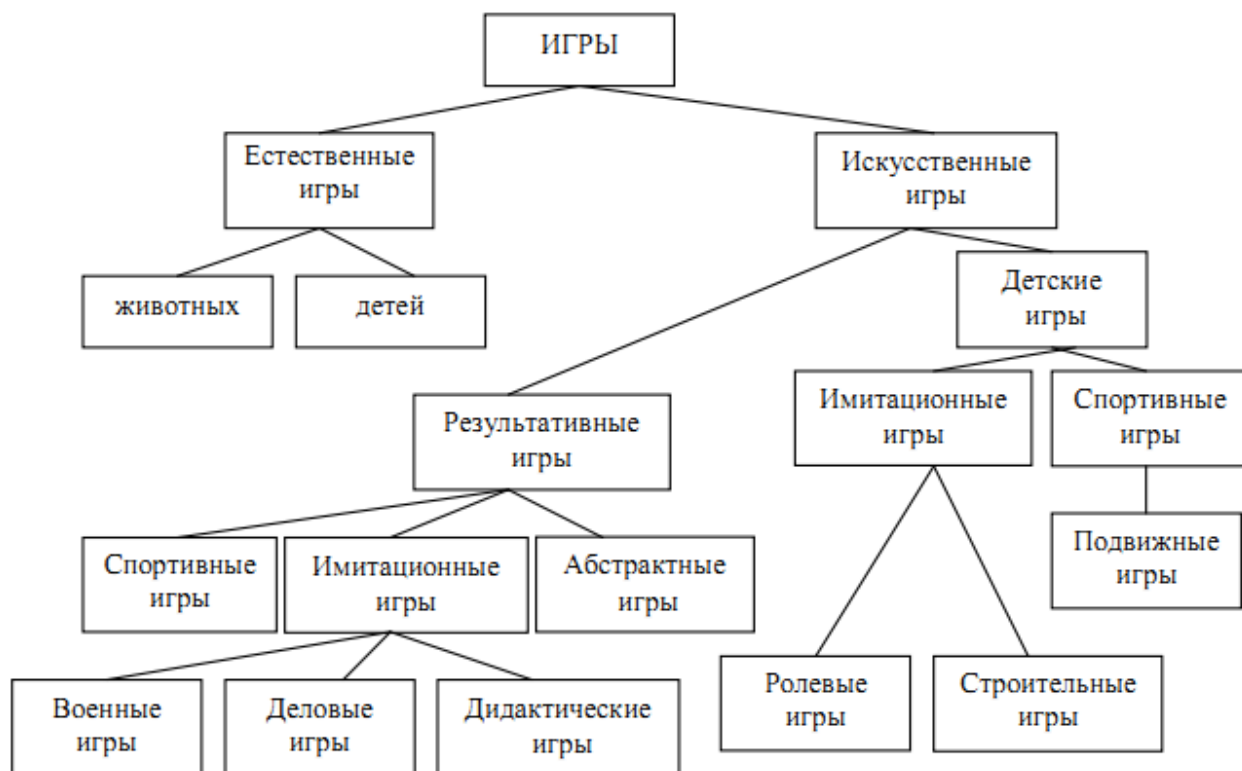 ИГРЫ
Естественные
игры
Искусственные
игры
животных
детей
Детские
игры
Результативные
игры
Имитационные
игры
Спортивные
игры
Подвижные
игры
Спортивные
игры
Имитационные
игры
Абстрактные
игры
Ролевые
игры
Строительные
игры
Военные
игры
Деловые
игры
Дидактические
игры